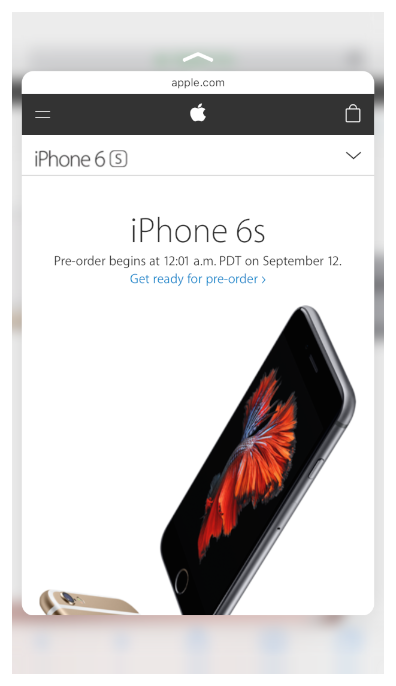 apple.com
iPhone 6 S
iPhone 6s
Pre-order begins at 12:01 a.m. PDT on September 12.
Get ready for pre-order >